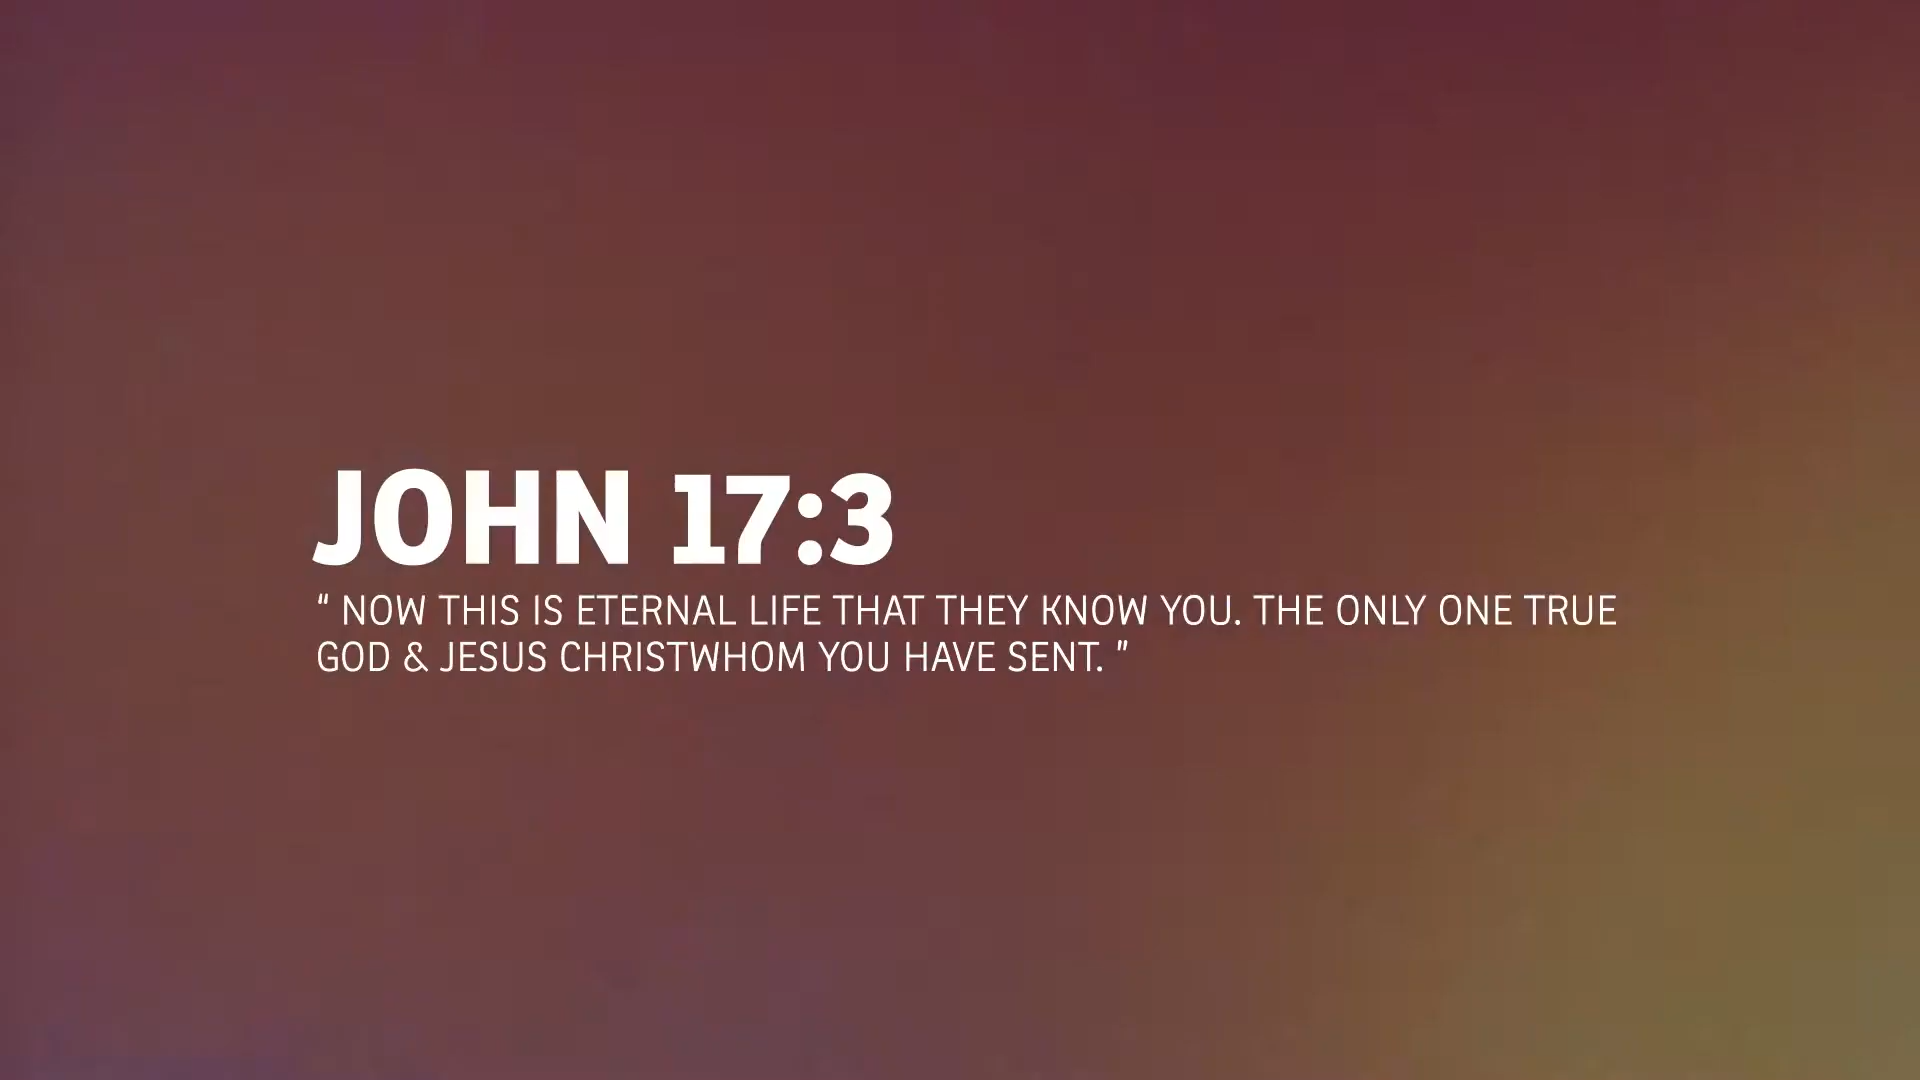 JOHN 17:3
“ NOW THIS IS ETERNAL LIFE THAT THEY KNOW YOU. THE ONLY ONE TRUE
GOD & JESUS CHRISTWHOM YOU HAVE SENT. ”